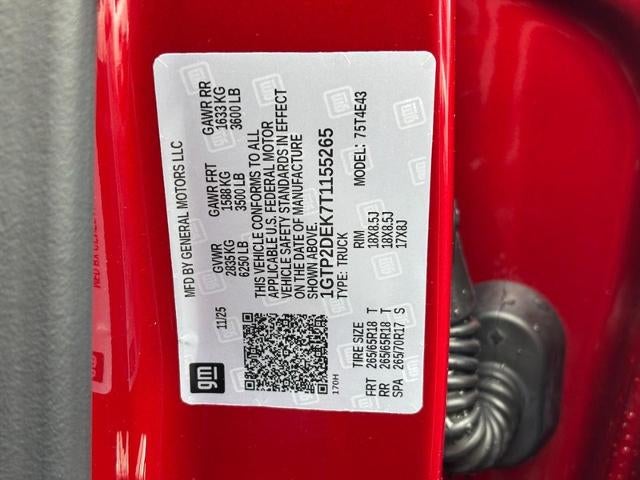 MFD BY GENERAL MOTORS LLC
11/25
GVWR GAWR FRT GAWR RR
2835 KG 1588 KG 1633 KG
6250 LB 3500 LB 3600 LB
THIS VEHICLE CONFORMS TO ALL
APPLICABLE U.S. FEDERAL MOTOR
VEHICLE SAFETY STANDARDS IN EFFECT
ON THE DATE OF MANUFACTURE
SHOWN ABOVE.
1GTP2DEK7T1155265
TYPE: TRUCK MODEL: 75T4E43
gm
170H
TIRE SIZE RIM
FRT 265/65R18 T 18X8.5J
RR 265/65R18 T 18X8.5J
SPA 265/70R17 S 17X8J